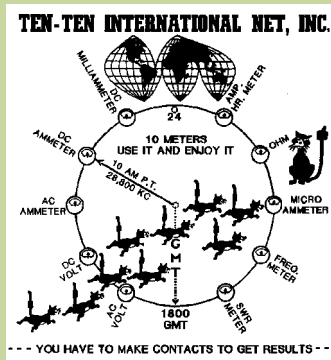 TEN-TEN INTERNATIONAL NET, INC.
DC
MILLIAMMETER
AMP
HR. METER
24
DC
AMMETER
10 METERS
USE IT AND ENJOY IT
OHM
10 AM P.T.
28,800 KC
AC
AMMETER
MICRO
AMMETER
GMT
DC
VOLT
FREQ.
METER
AC
VOLT
1800
GMT
SWR
METER
--- YOU HAVE TO MAKE CONTACTS TO GET RESULTS ---